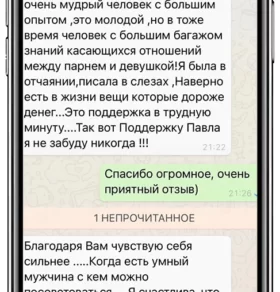 очень мудрый человек с большим
опытом ,это молодой ,но в тоже
время человек с большим багажом
знаний касающихся отношений
между парнем и девушкой!Я была в
отчаянии,писала в слезах ,Наверно
есть в жизни вещи которые дороже
денег...Это поддержка в трудную
минуту....Так вот Поддержку Павла
я не забуду никогда !!!
21:22
Спасибо огромное, очень
приятный отзыв)
21:26
1 НЕПРОЧИТАННОЕ
Благодаря Вам чувствую себя
сильнее .....Когда есть умный
мужчина с кем можно